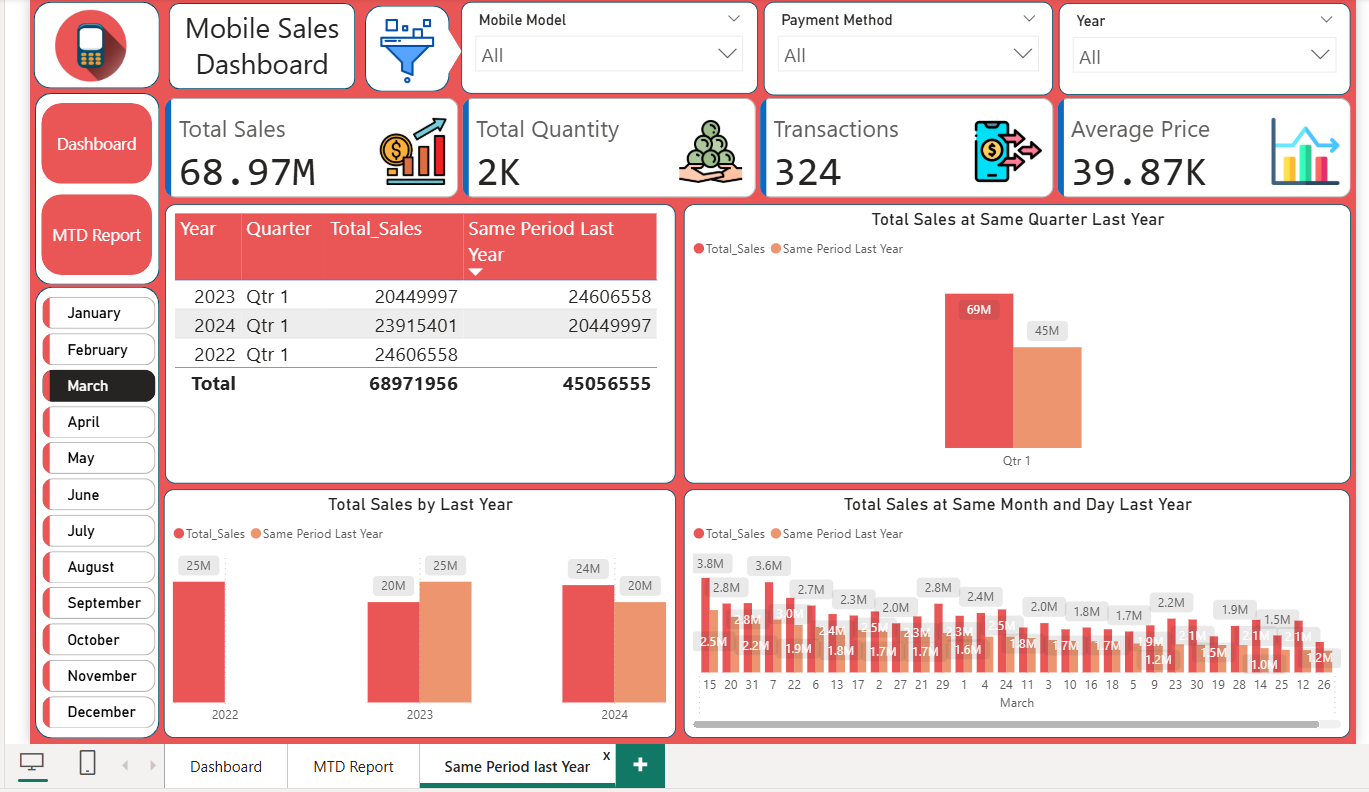 Mobile Sales
Dashboard
Mobile Model
All
Payment Method
All
Year
All
Dashboard
MTD Report
Total Sales
68.97M
Total Quantity
2K
Transactions
324
Average Price
39.87K
January
February
March
April
May
June
July
August
September
October
November
December
Year Quarter Total_Sales Same Period Last
Year
2023 Qtr 1 20449997 24606558
2024 Qtr 1 23915401 20449997
2022 Qtr 1 24606558
Total 68971956 45056555
Total Sales at Same Quarter Last Year
Total_Sales Same Period Last Year
69M
45M
Qtr 1
Total Sales by Last Year
Total_Sales Same Period Last Year
25M
20M
25M
24M
20M
2022 2023 2024
Total Sales at Same Month and Day Last Year
Total_Sales Same Period Last Year
3.8M 2.8M 3.6M 2.7M 2.3M 2.0M 2.8M 2.4M 2.0M 1.8M 1.7M 2.2M 1.9M 1.5M
2.8M 3.0M 2.4M 2.5M 2.3M 2.3M 2.5M 1.9M 2.1M 2.1M 2.1M
2.5M 2.2M 1.9M 1.8M 1.7M 1.7M 1.6M 1.8M 1.7M 1.7M 1.2M 1.5M 1.0M 1.2M
15 20 31 7 22 6 13 17 2 27 21 29 1 4 24 11 3 10 16 18 5 9 23 30 19 28 14 25 12 26
March
Dashboard
MTD Report
Same Period last Year
x
+